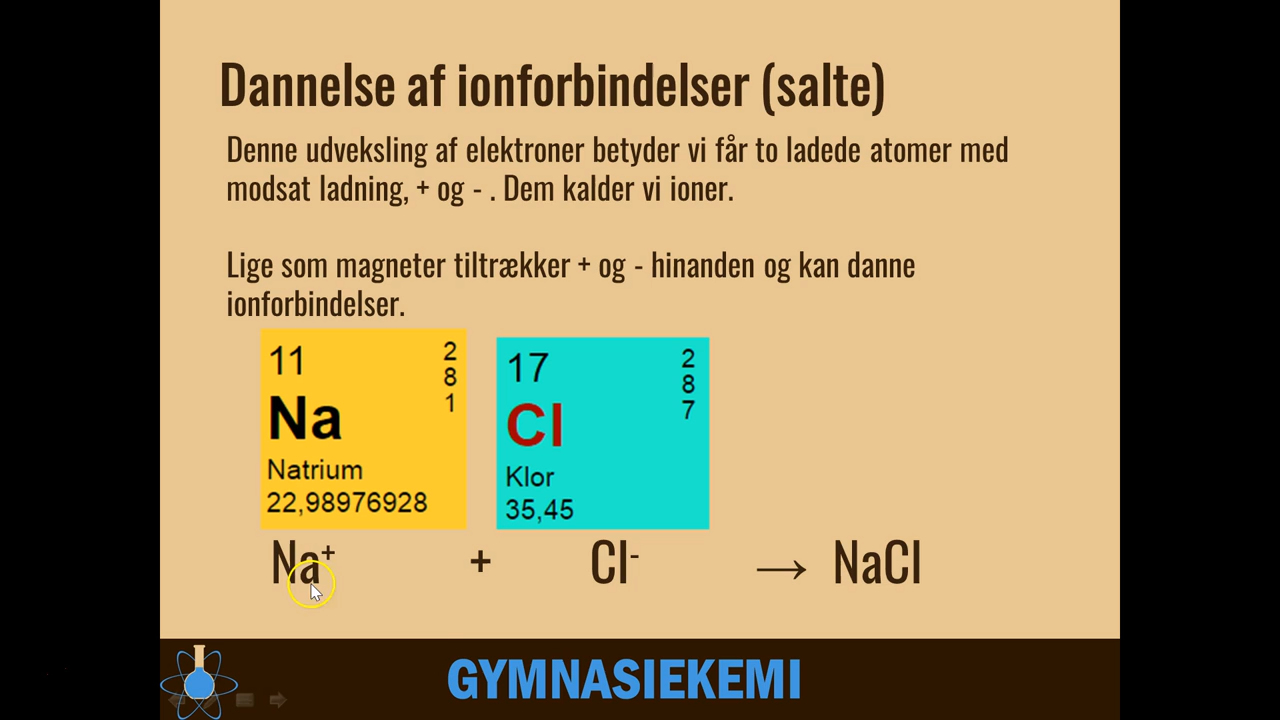 Dannelse af ionforbindelser (salte)
Denne udveksling af elektroner betyder vi får to ladede atomer med
modsat ladning, + og - . Dem kalder vi ioner.
Lige som magneter tiltrækker + og - hinanden og kan danne
ionforbindelser.
11 2
8
1
Na
Natrium
22,98976928
17 2
8
7
Cl
Klor
35,45
Na⁺ + Cl⁻ → NaCl
GYMNASIEKEMI